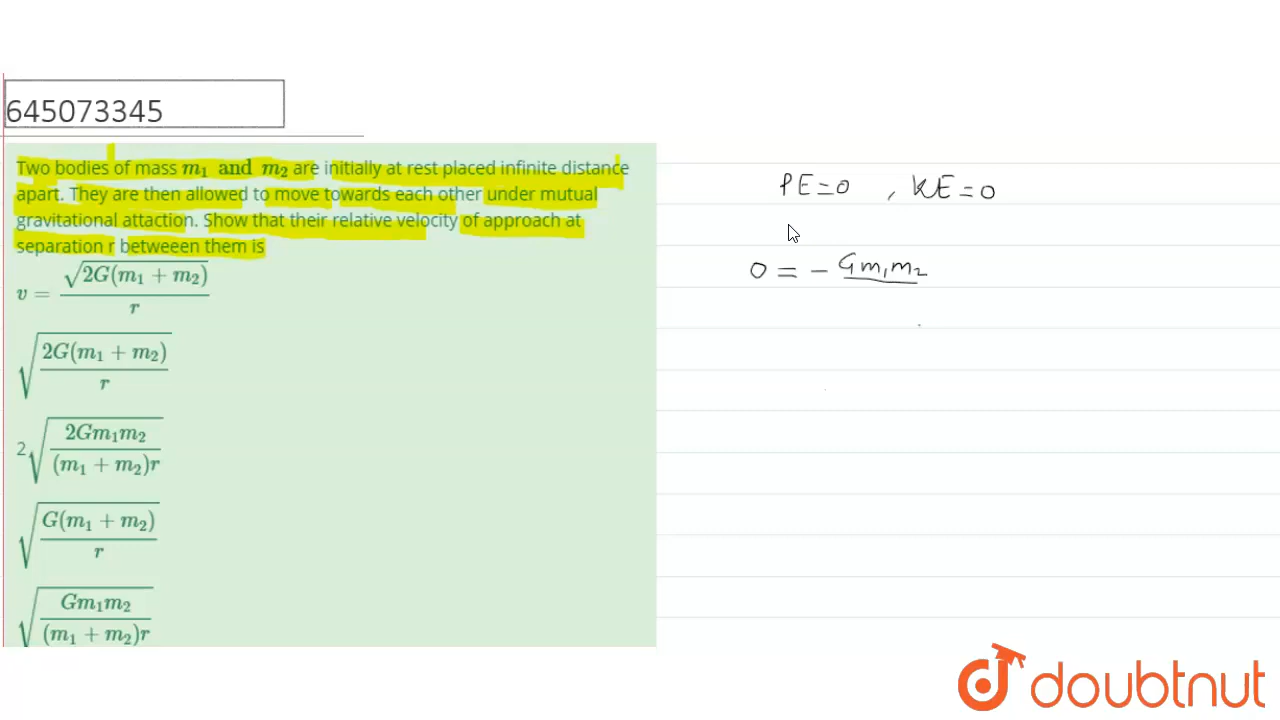 645073345
Two bodies of mass m₁ and m₂ are initially at rest placed infinite distance
apart. They are then allowed to move towards each other under mutual
gravitational attaction. Show that their relative velocity of approach at
separation r betweeen them is
v = √(2G(m₁ + m₂)) / r
√(2G(m₁ + m₂) / r)
2√(2Gm₁m₂ / (m₁ + m₂)r)
√(G(m₁ + m₂) / r)
√(Gm₁m₂ / (m₁ + m₂)r)
PE=0 , KE=0
0 = - Gm₁m₂
doubtnut